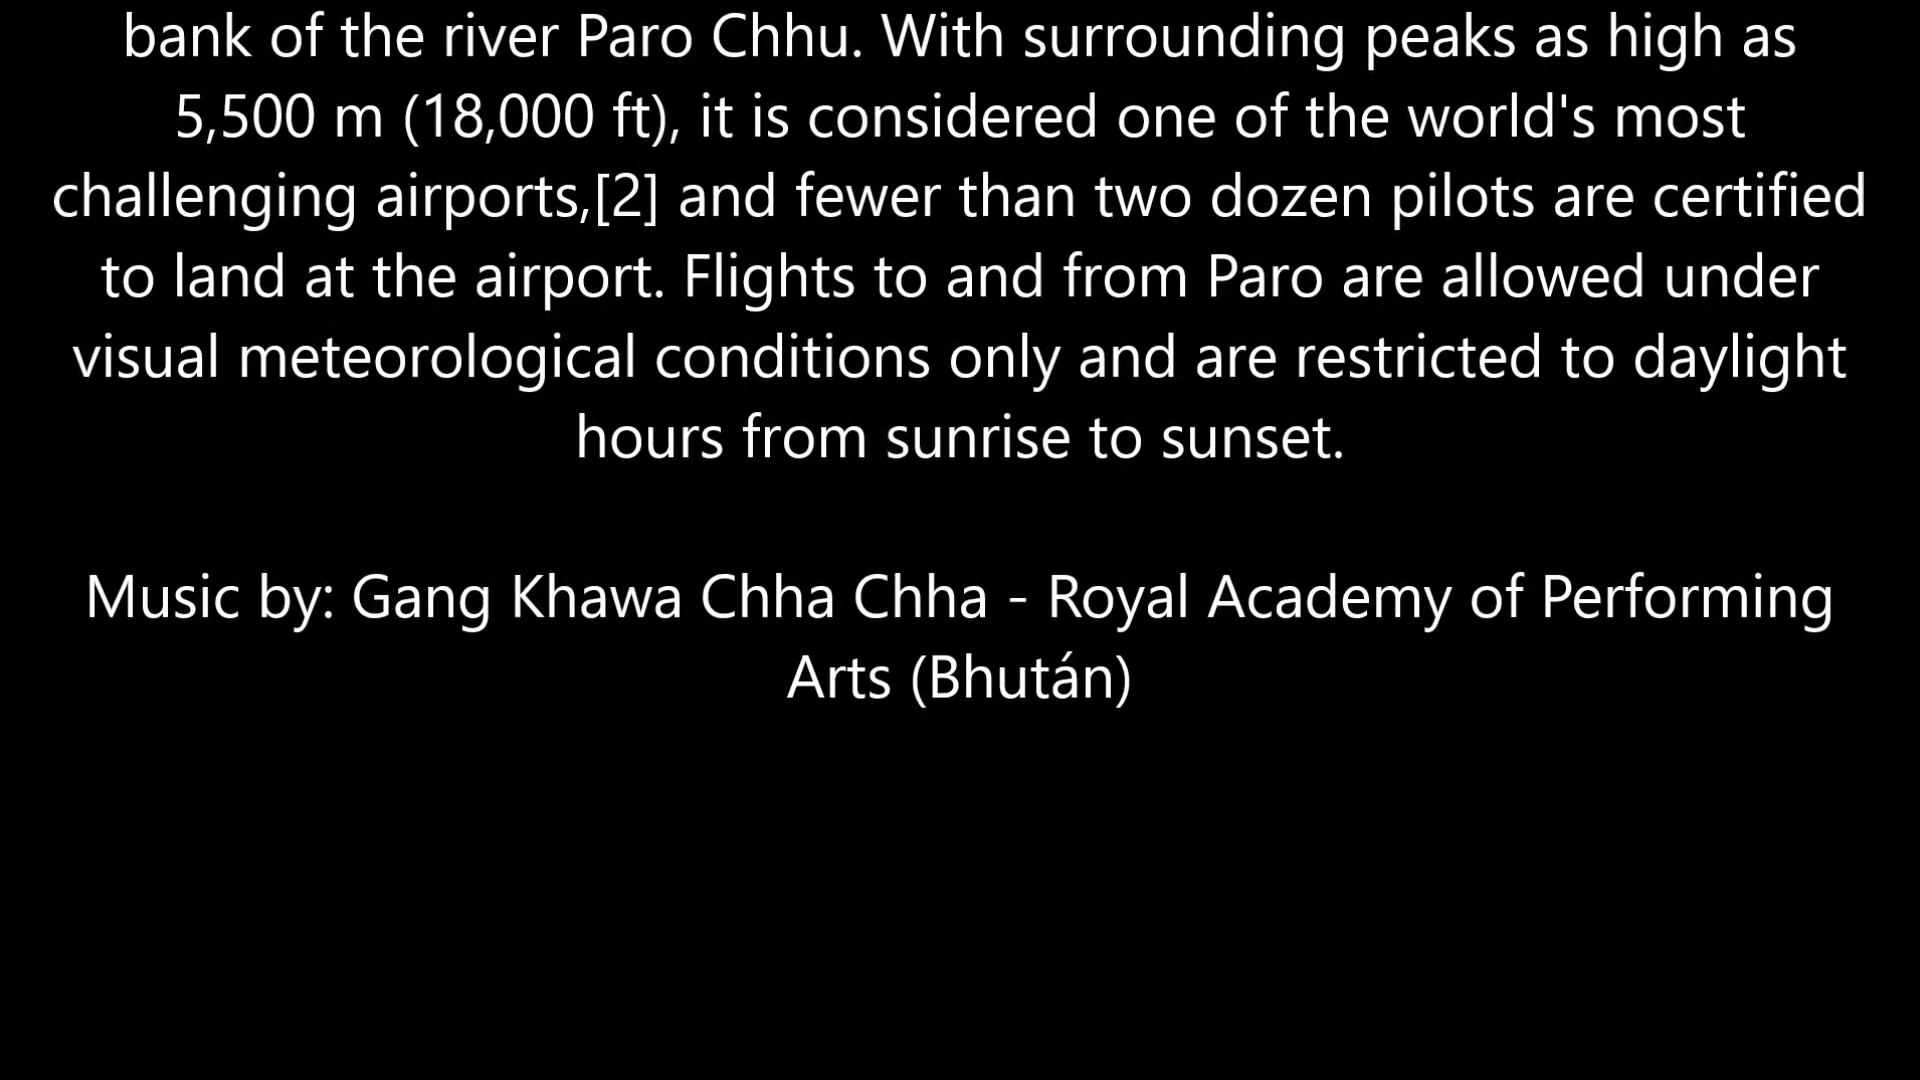 bank of the river Paro Chhu. With surrounding peaks as high as
5,500 m (18,000 ft), it is considered one of the world's most
challenging airports,[2] and fewer than two dozen pilots are certified
to land at the airport. Flights to and from Paro are allowed under
visual meteorological conditions only and are restricted to daylight
hours from sunrise to sunset.
Music by: Gang Khawa Chha Chha - Royal Academy of Performing
Arts (Bhután)